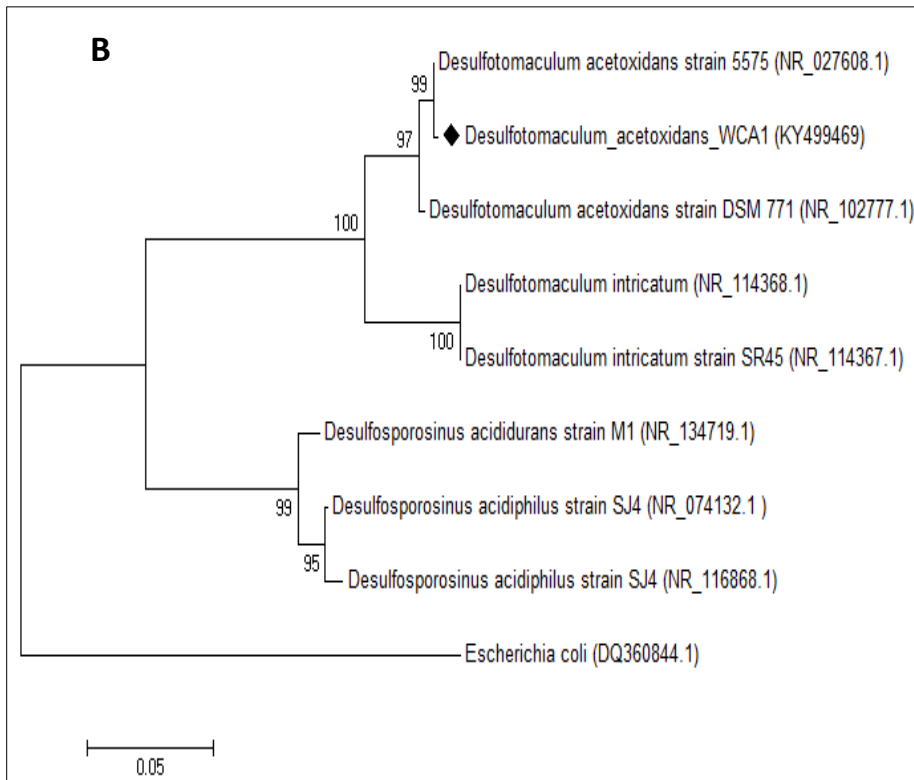 B
Desulfotomaculum acetoxidans strain 5575 (NR_027608.1)
99
Desulfotomaculum_acetoxidans_WCA1 (KY499469)
97
Desulfotomaculum acetoxidans strain DSM 771 (NR_102777.1)
100
Desulfotomaculum intricatum (NR_114368.1)
100
Desulfotomaculum intricatum strain SR45 (NR_114367.1)
Desulfosporosinus acididurans strain M1 (NR_134719.1)
99
Desulfosporosinus acidiphilus strain SJ4 (NR_074132.1 )
95
Desulfosporosinus acidiphilus strain SJ4 (NR_116868.1)
Escherichia coli (DQ360844.1)
0.05